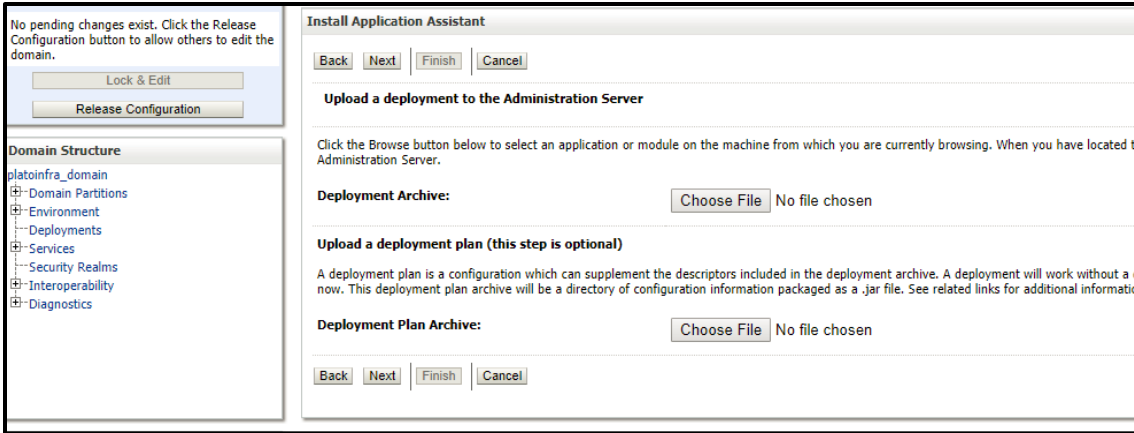 No pending changes exist. Click the Release
Configuration button to allow others to edit the
domain.
Lock & Edit
Release Configuration
Domain Structure
platoinfra_domain
Domain Partitions
Environment
Deployments
Services
Security Realms
Interoperability
Diagnostics
Install Application Assistant
Back Next Finish Cancel
Upload a deployment to the Administration Server
Click the Browse button below to select an application or module on the machine from which you are currently browsing. When you have located
Administration Server.
Deployment Archive: Choose File No file chosen
Upload a deployment plan (this step is optional)
A deployment plan is a configuration which can supplement the descriptors included in the deployment archive. A deployment will work without a
now. This deployment plan archive will be a directory of configuration information packaged as a .jar file. See related links for additional
Deployment Plan Archive: Choose File No file chosen
Back Next Finish Cancel